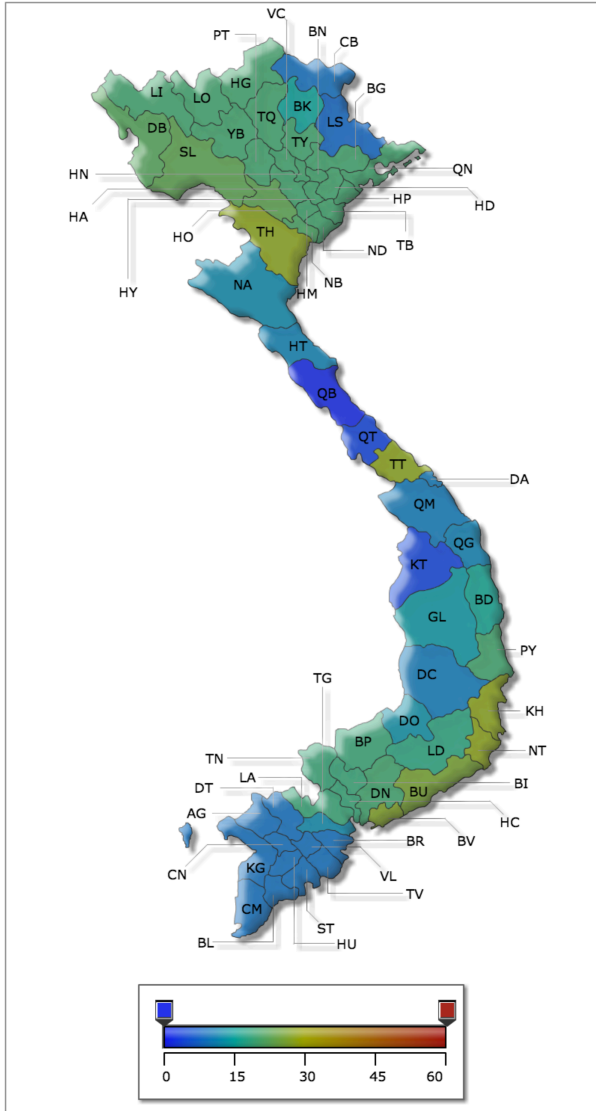 VC
BN
PT
CB
HG
BG
LI
LO
BK
TQ
LS
DB
YB
TY
SL
QN
HN
HP
HD
HA
HO
TH
TB
ND
NB
HY
HM
NA
HT
QB
QT
TT
DA
QM
QG
KT
BD
GL
PY
DC
TG
KH
DO
BP
LD
NT
TN
LA
BI
DT
DN
BU
AG
HC
BR
BV
KG
CN
VL
TV
CM
ST
BL
HU
0 15 30 45 60